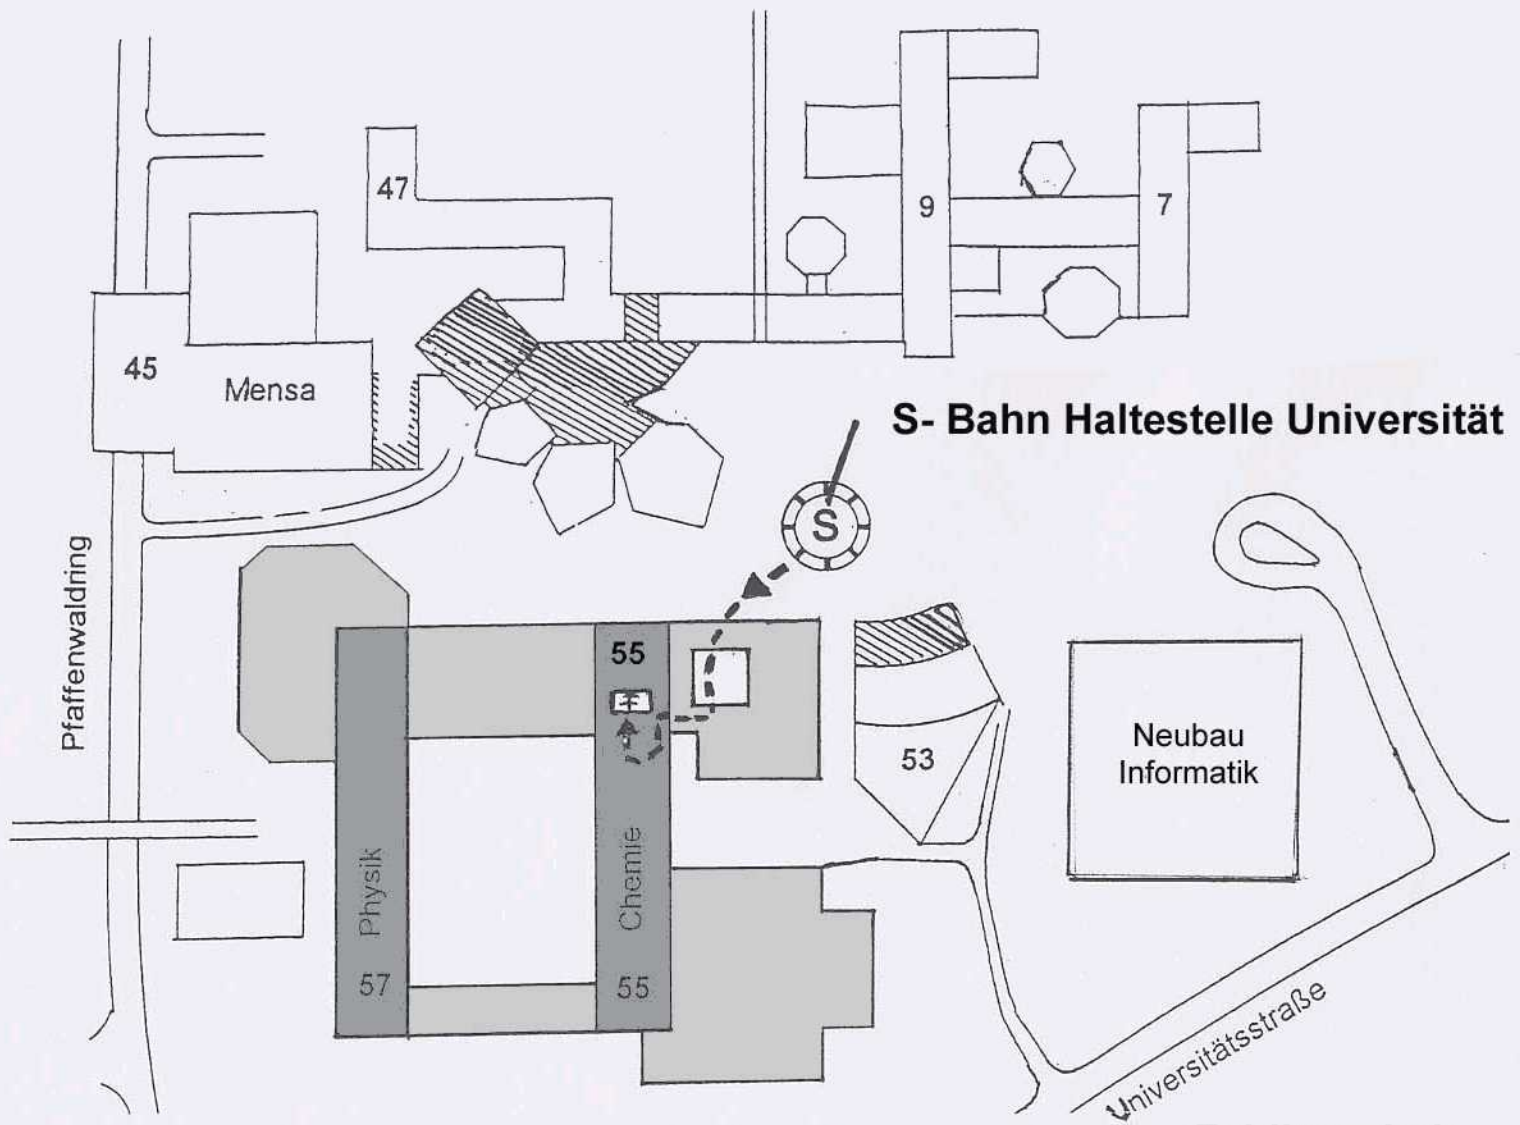 47
9
7
45
Mensa
S- Bahn Haltestelle Universität
S
Pfaffenwaldring
55
53
Neubau
Informatik
Physik
57
Chemie
55
Universitätsstraße